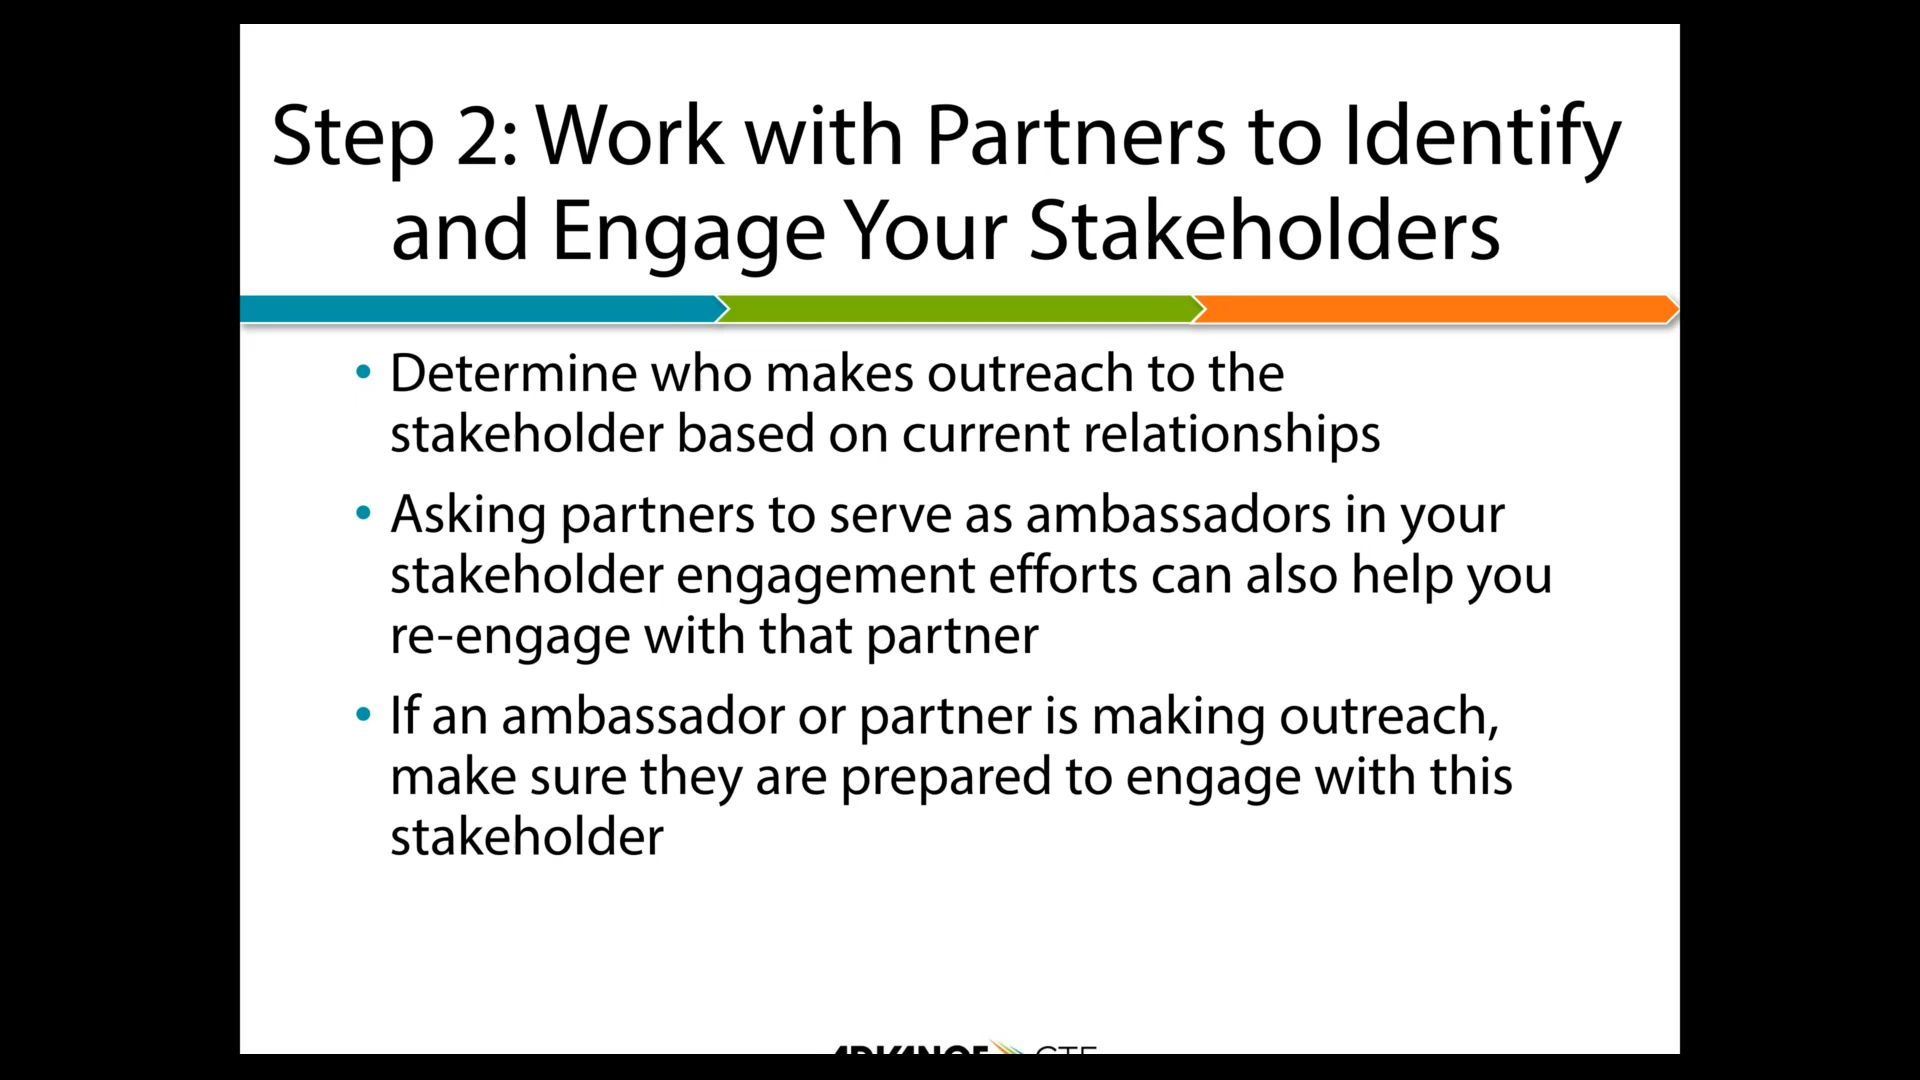 Step 2: Work with Partners to Identify
and Engage Your Stakeholders
• Determine who makes outreach to the
stakeholder based on current relationships
• Asking partners to serve as ambassadors in your
stakeholder engagement efforts can also help you
re-engage with that partner
• If an ambassador or partner is making outreach,
make sure they are prepared to engage with this
stakeholder
ADVANCE CTE